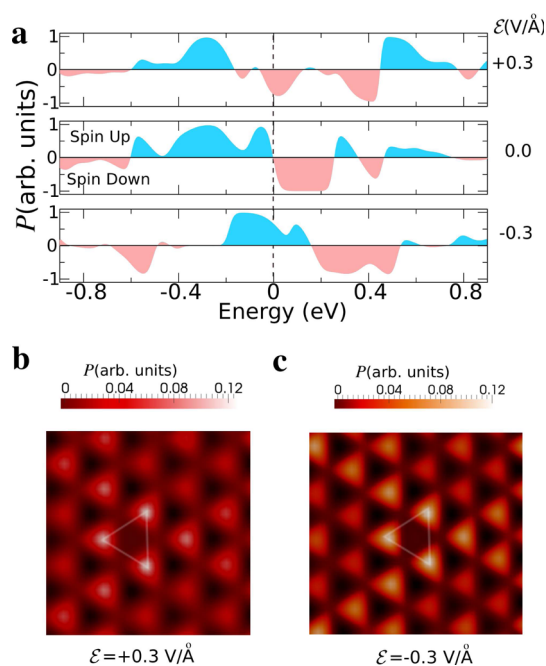 a
ℰ(V/Å)
1
0
-1
+0.3
1
0
-1
Spin Up
Spin Down
0.0
1
0
-1
-0.3
P(arb. units)
-0.8 -0.4 0 0.4 0.8
Energy (eV)
b
P(arb. units)
0 0.04 0.08 0.12
c
P(arb. units)
0 0.04 0.08 0.12
ℰ=+0.3 V/Å
ℰ=-0.3 V/Å